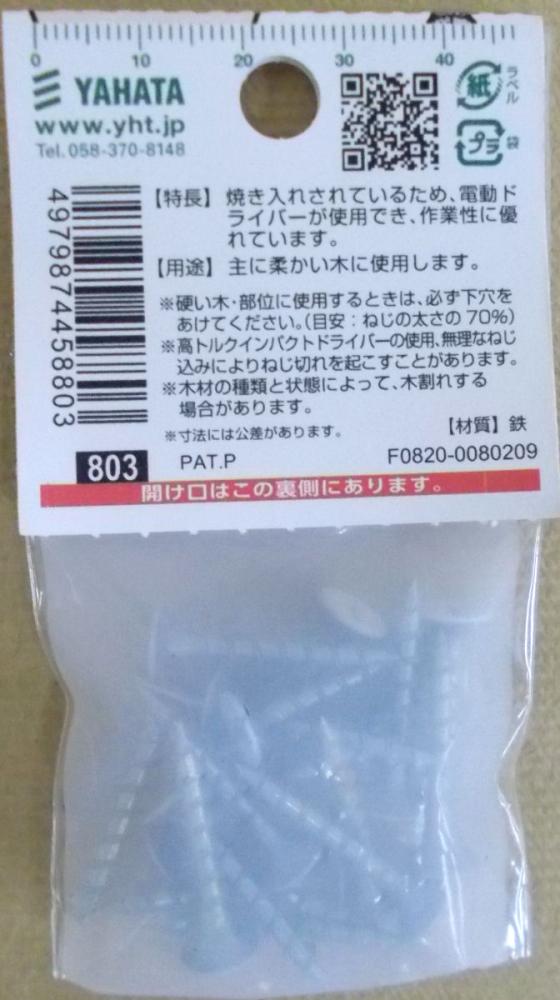 0 10 20 30 40
YAHATA
www.yht.jp
Tel. 058-370-8148
紙
ラベル
プラ
袋
4979874458803
【特長】焼き入れされているため、電動ド
ライバーが使用でき、作業性に優
れています。
【用途】主に柔かい木に使用します。
※硬い木・部位に使用するときは、必ず下穴を
あけてください。(目安：ねじの太さの70%)
※高トルクインパクトドライバーの使用、無理なねじ
込みによりねじ切れを起こすことがあります。
※木材の種類と状態によって、木割れする
場合があります。
※寸法には公差があります。
【材質】鉄
803
PAT.P
F0820-0080209
開け口はこの裏側にあります。